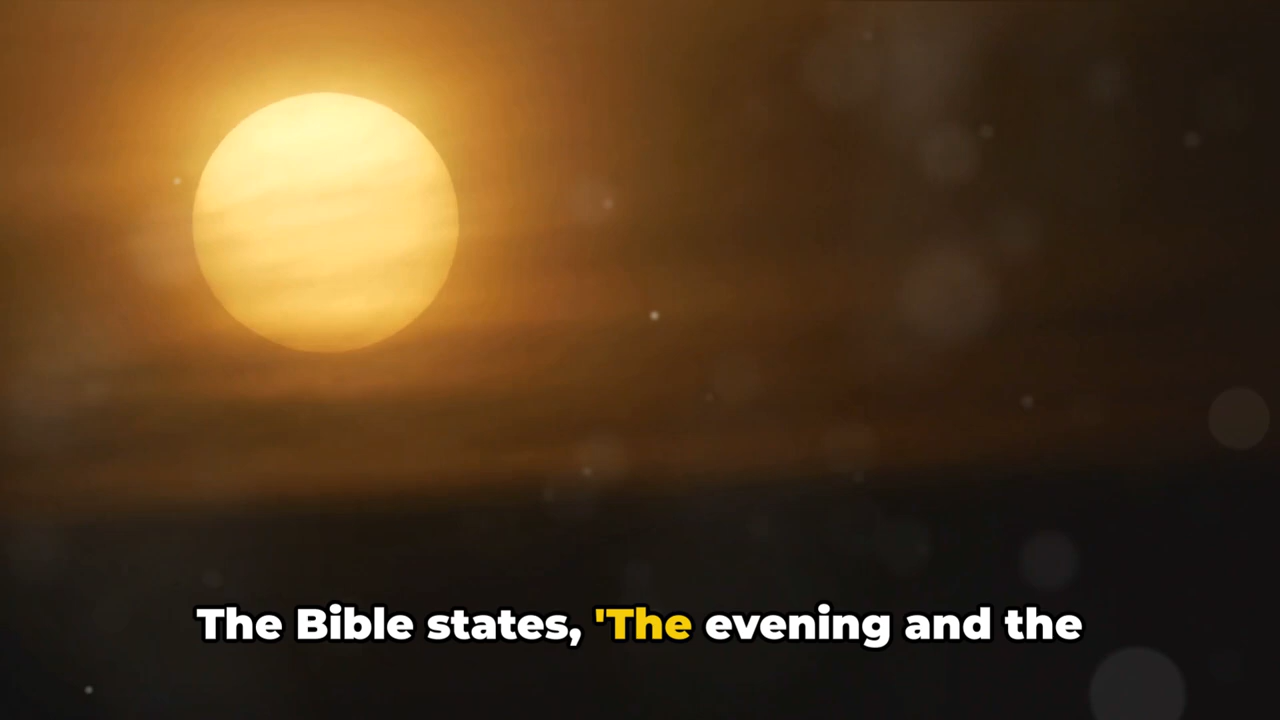 The Bible states, 'The evening and the